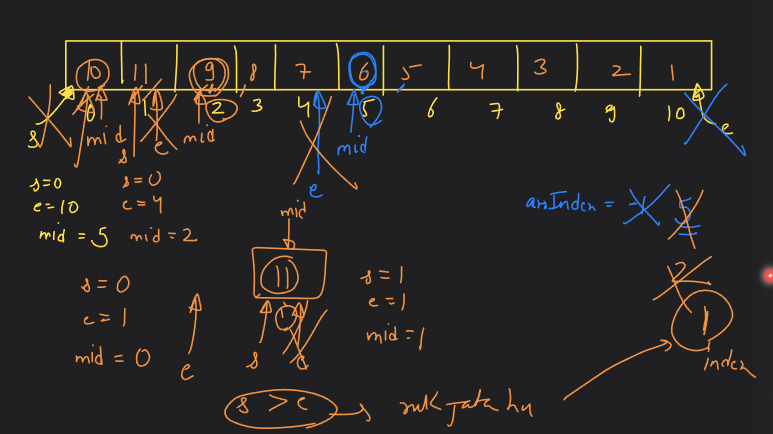 10 11 9 8 7 6 5 4 3 2 1
0 1 2 3 4 5 6 7 8 9 10
s mid s e mid e mid e
s=0 s=0
e=10 e=4
mid = 5 mid = 2
ansIndex = -1 5
2
1
index
mid
11
1
s e
s = 0
e = 1
mid = 0
e
s = 1
e = 1
mid = 1
s > e → ruk jata hu